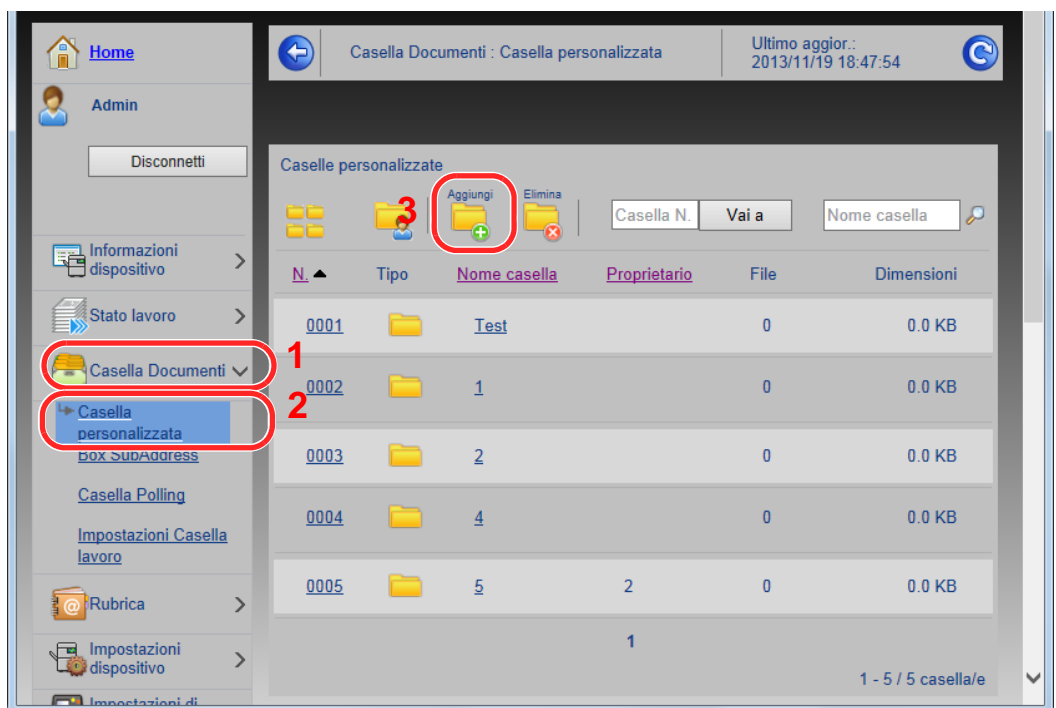 Home
Admin
Disconnetti
Informazioni
dispositivo
Stato lavoro
1
Casella Documenti
2
Casella
personalizzata
Box SubAddress
Casella Polling
Impostazioni Casella
lavoro
Rubrica
Impostazioni
dispositivo
Impostazioni di
Casella Documenti : Casella personalizzata
Ultimo aggior.:
2013/11/19 18:47:54
Caselle personalizzate
3
Aggiungi
Elimina
Casella N.
Vai a
Nome casella
N. Tipo Nome casella Proprietario File Dimensioni
0001 Test 0 0.0 KB
0002 1 0 0.0 KB
0003 2 0 0.0 KB
0004 4 0 0.0 KB
0005 5 2 0 0.0 KB
1
1 - 5 / 5 casella/e